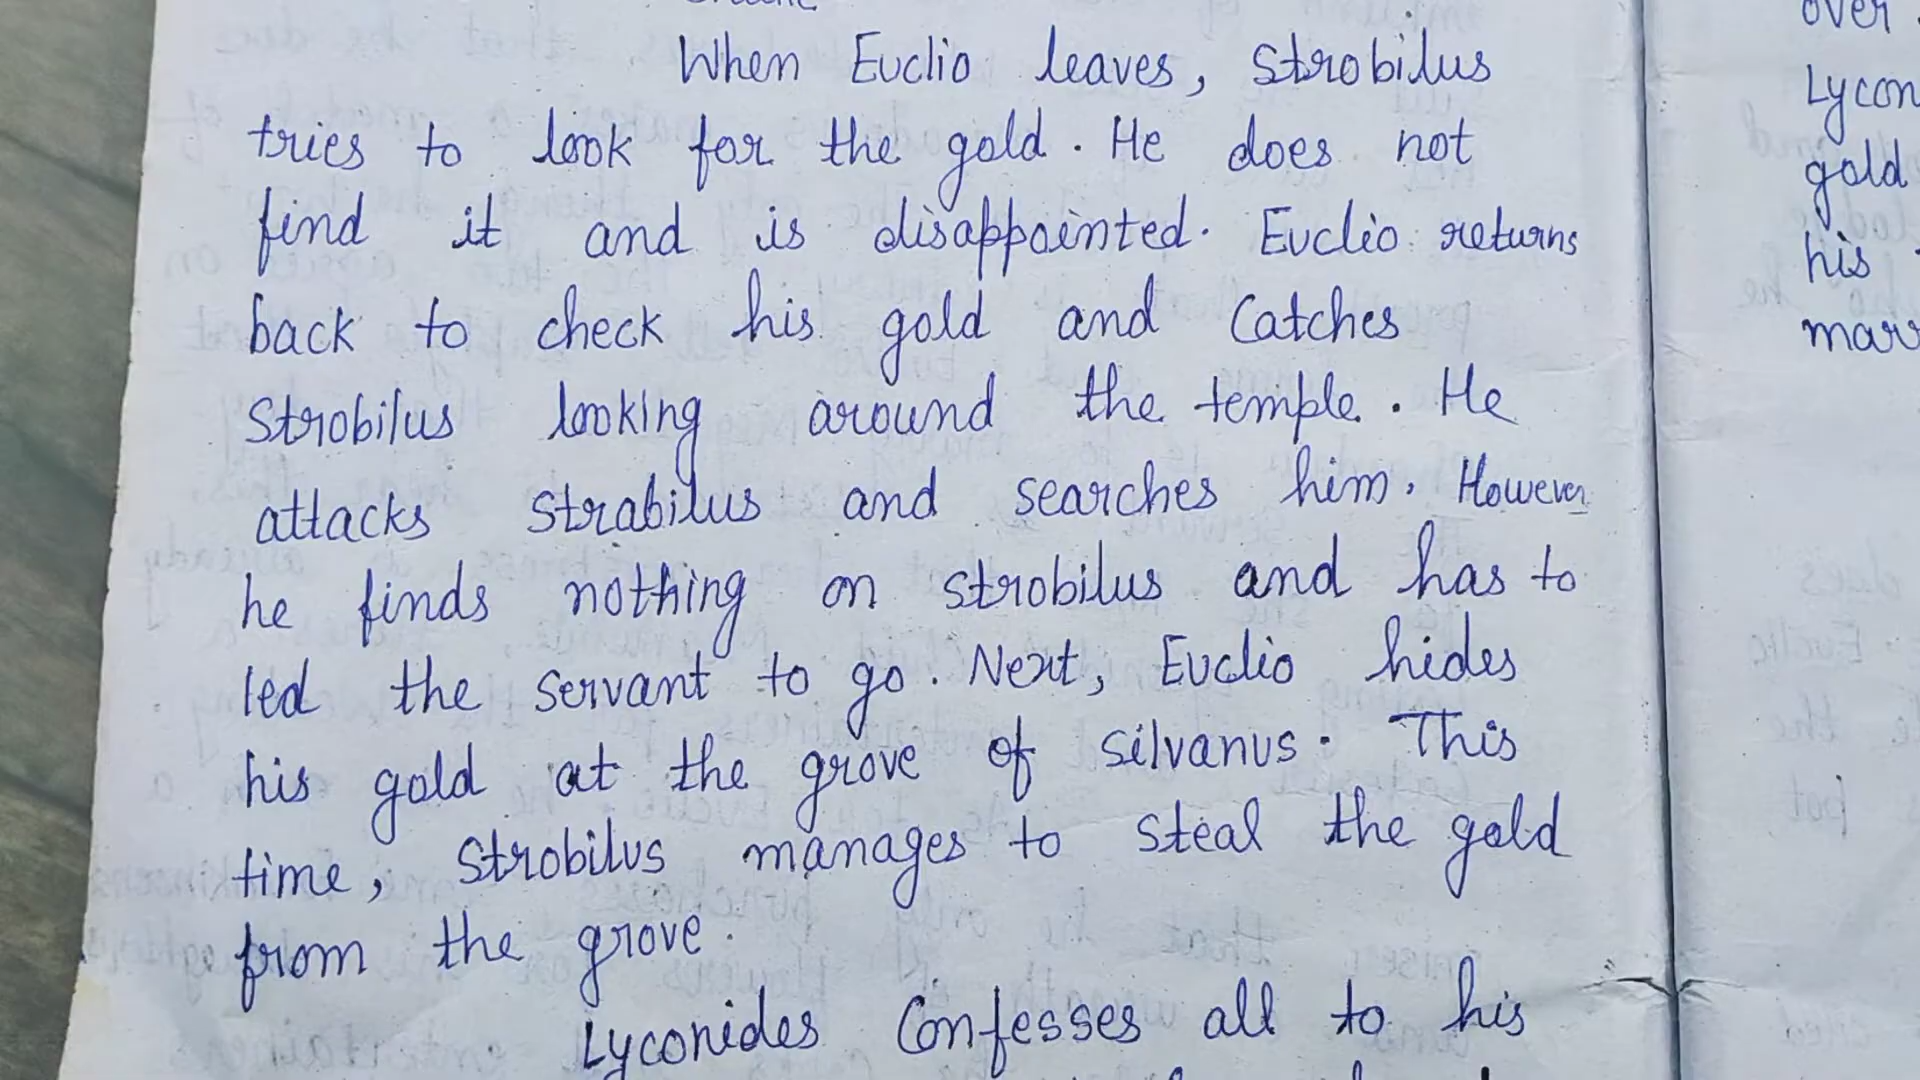 When Euclio leaves, Strobilus
tries to look for the gold. He does not
find it and is disappointed. Euclio returns
back to check his gold and Catches
Strobilus looking around the temple. He
attacks Strabilus and searches him. However
he finds nothing on strobilus and has to
led the servant to go. Next, Euclio hides
his gold at the grove of silvanus. This
time, Strobilus manages to steal the gold
from the grove.
Lyconides Confesses all to his
over
Lycon
gold
his
marr